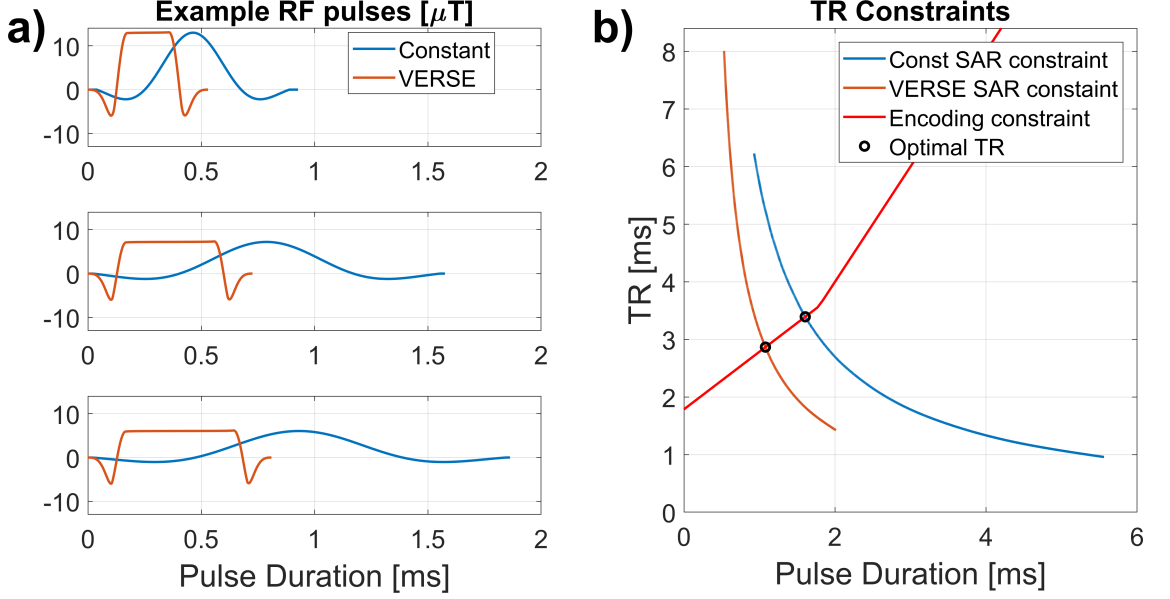 a)
Example RF pulses [μT]
Constant
VERSE
10
0
-10
0 0.5 1 1.5 2
10
0
-10
0 0.5 1 1.5 2
10
0
-10
0 0.5 1 1.5 2
Pulse Duration [ms]
b)
TR Constraints
Const SAR constraint
VERSE SAR constaint
Encoding constraint
Optimal TR
TR [ms]
8
7
6
5
4
3
2
1
0
0 2 4 6
Pulse Duration [ms]